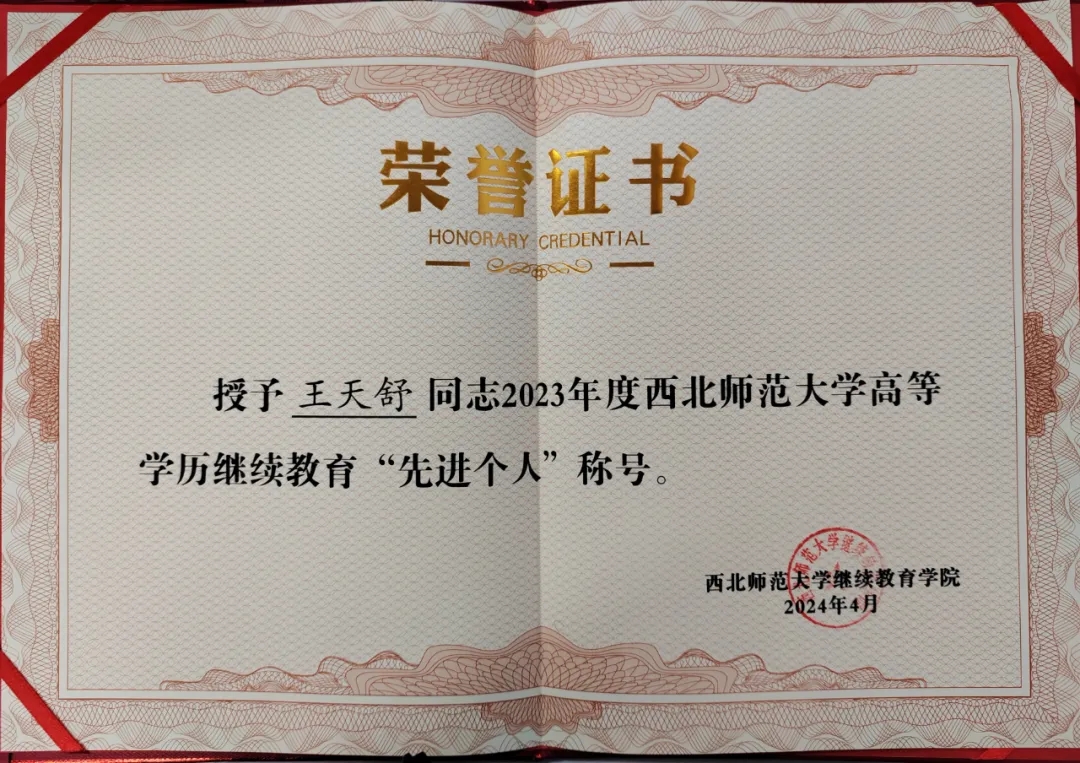 荣誉证书
HONORARY CREDENTIAL
授予 王天舒 同志2023年度西北师范大学高等
学历继续教育“先进个人”称号。
西北师范大学继续教育学院
2024年4月